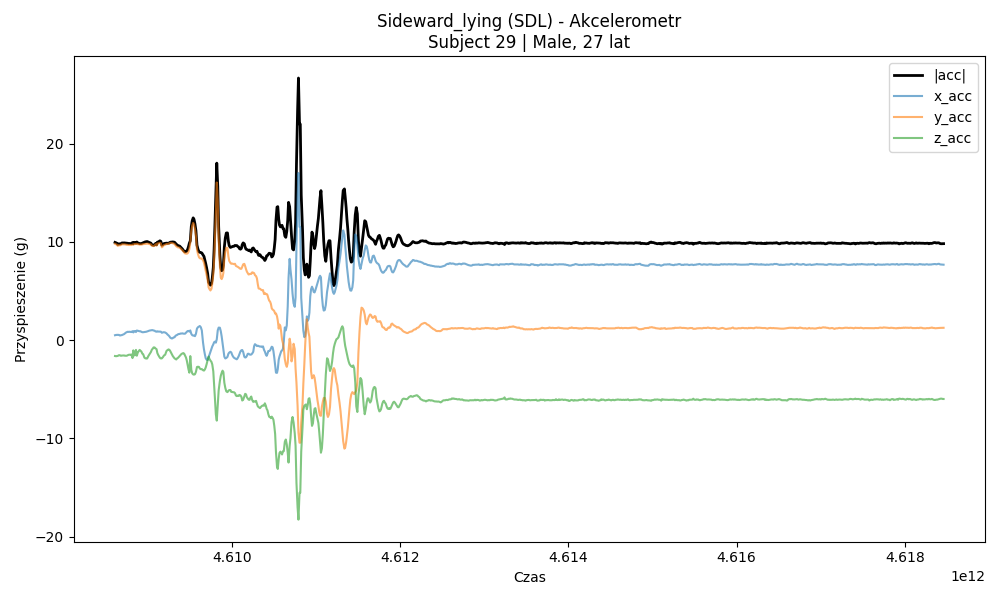 Sideward_lying (SDL) - Akcelerometr
Subject 29 | Male, 27 lat
|acc|
x_acc
y_acc
z_acc
Przyspieszenie (g)
20
10
0
−10
−20
4.610
4.612
4.614
4.616
4.618
1e12
Czas